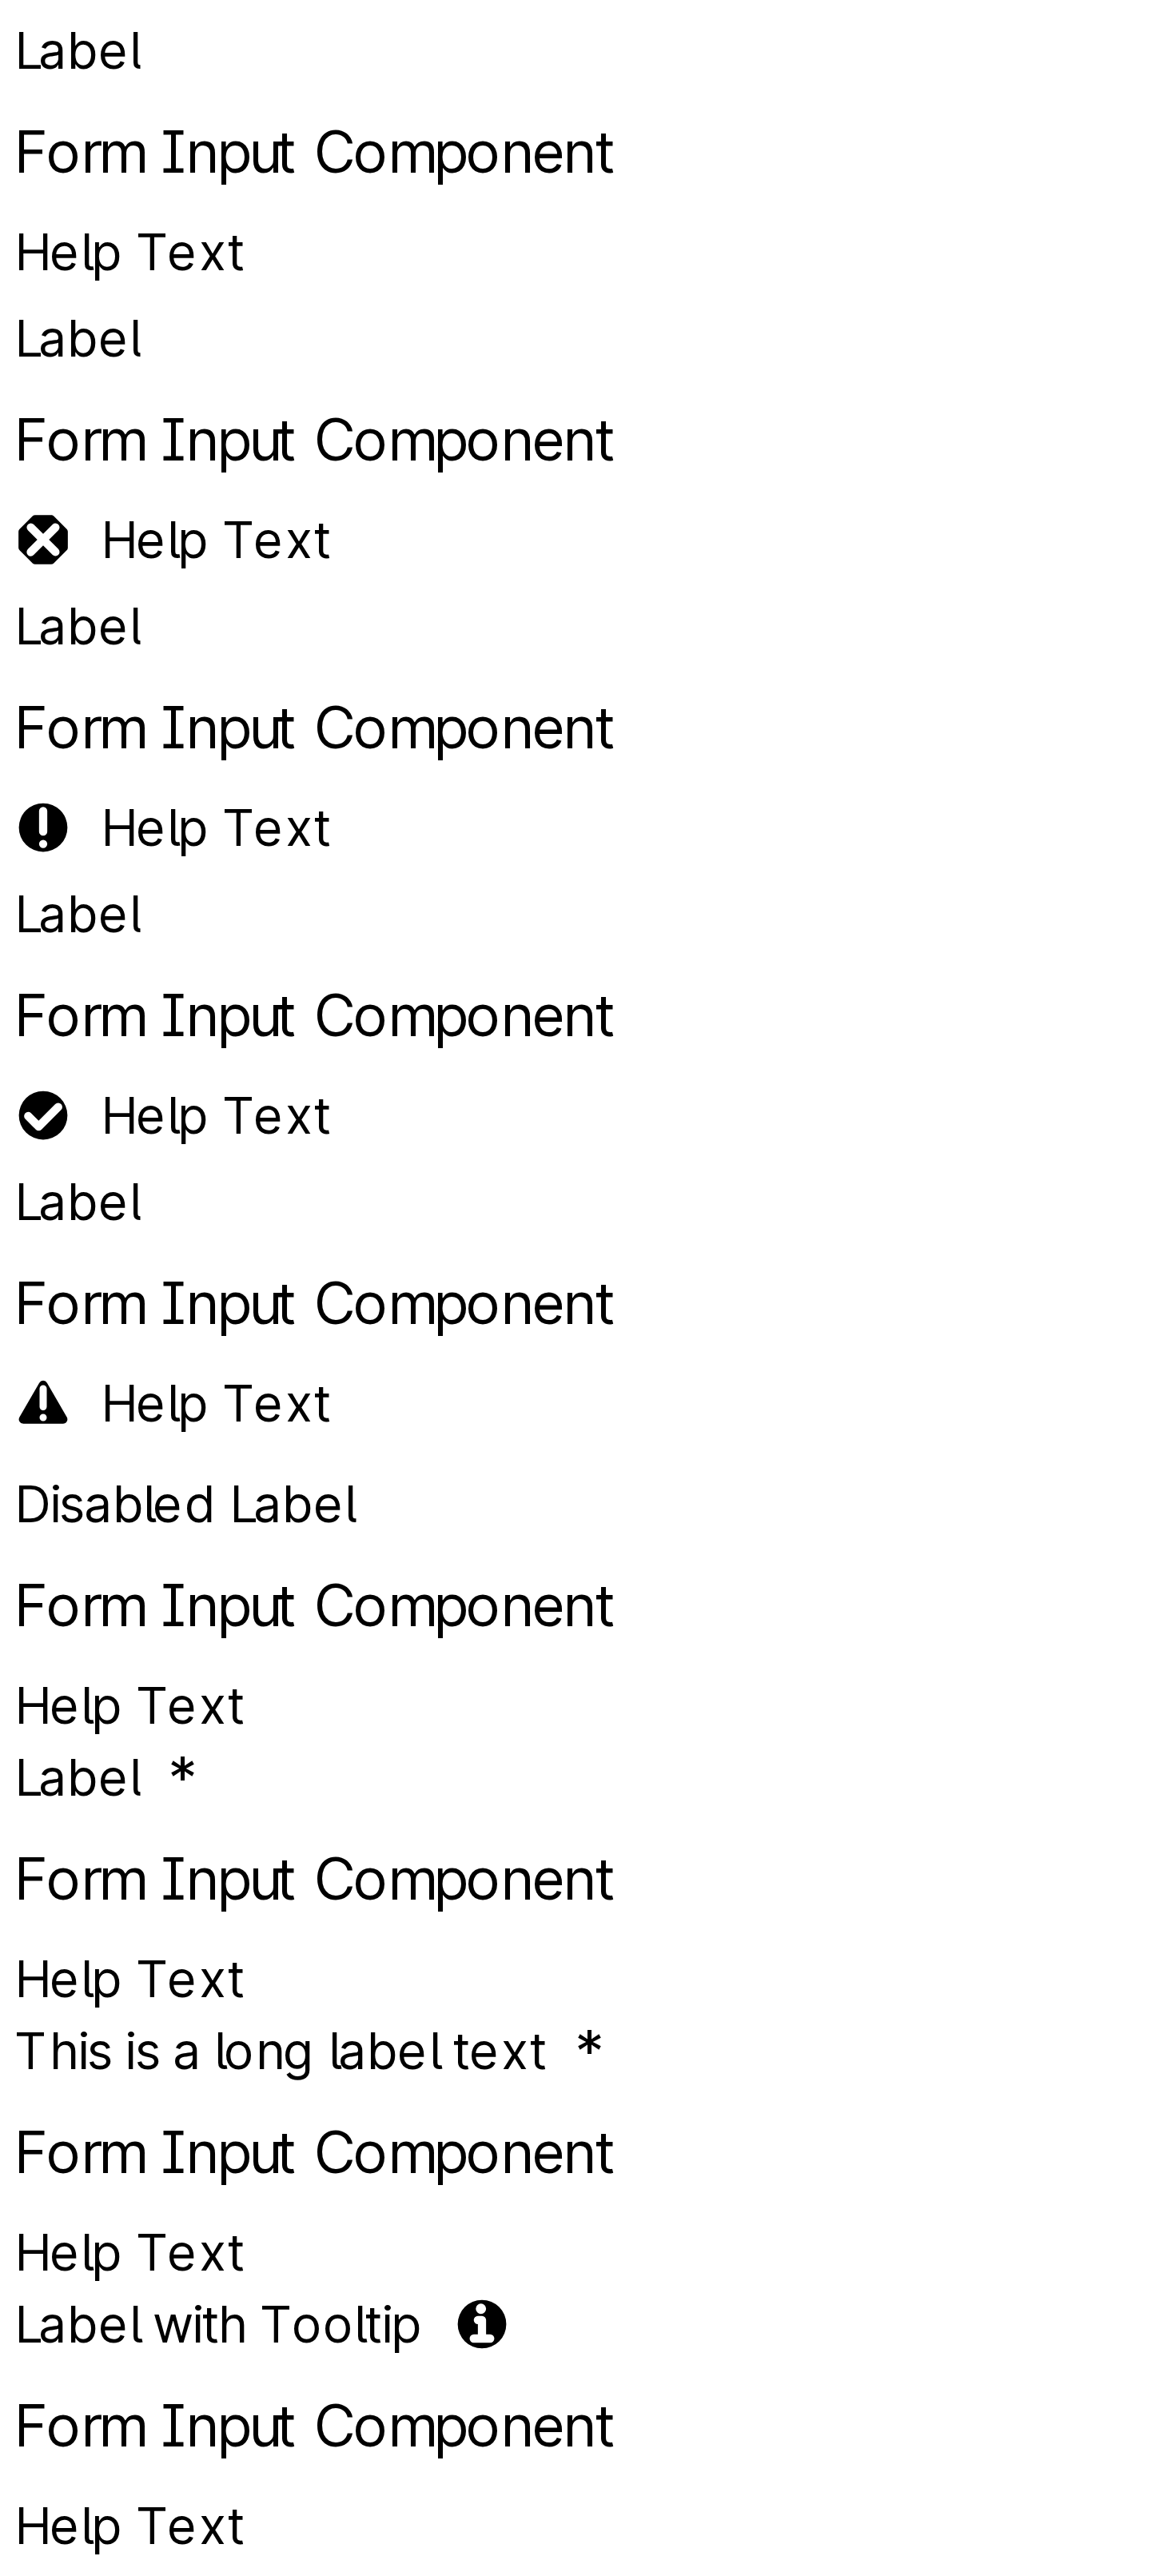 Label
Form Input Component
Help Text
Label
Form Input Component
Help Text
Label
Form Input Component
Help Text
Label
Form Input Component
Help Text
Label
Form Input Component
Help Text
Disabled Label
Form Input Component
Help Text
Label *
Form Input Component
Help Text
This is a long label text *
Form Input Component
Help Text
Label with Tooltip
Form Input Component
Help Text